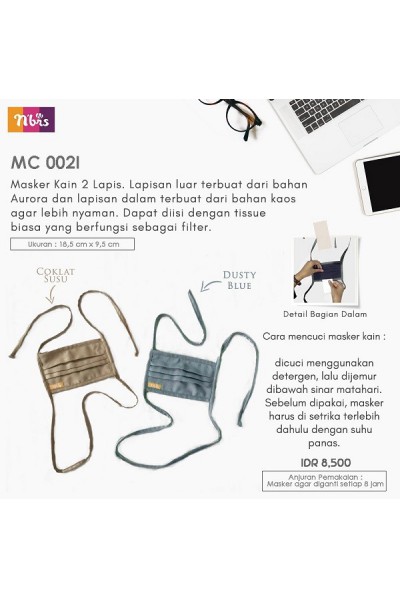 Nbrs
MC 0021
Masker Kain 2 Lapis. Lapisan luar terbuat dari bahan
Aurora dan lapisan dalam terbuat dari bahan kaos
agar lebih nyaman. Dapat diisi dengan tissue
biasa yang berfungsi sebagai filter.
Ukuran : 18,5 cm x 9,5 cm
COKLAT
SUSU
DUSTY
BLUE
Detail Bagian Dalam
Cara mencuci masker kain :
dicuci menggunakan
detergen, lalu dijemur
dibawah sinar matahari.
Sebelum dipakai, masker
harus di setrika terlebih
dahulu dengan suhu
panas.
IDR 8,500
Anjuran Pemakaian :
Masker agar diganti setiap 8 jam